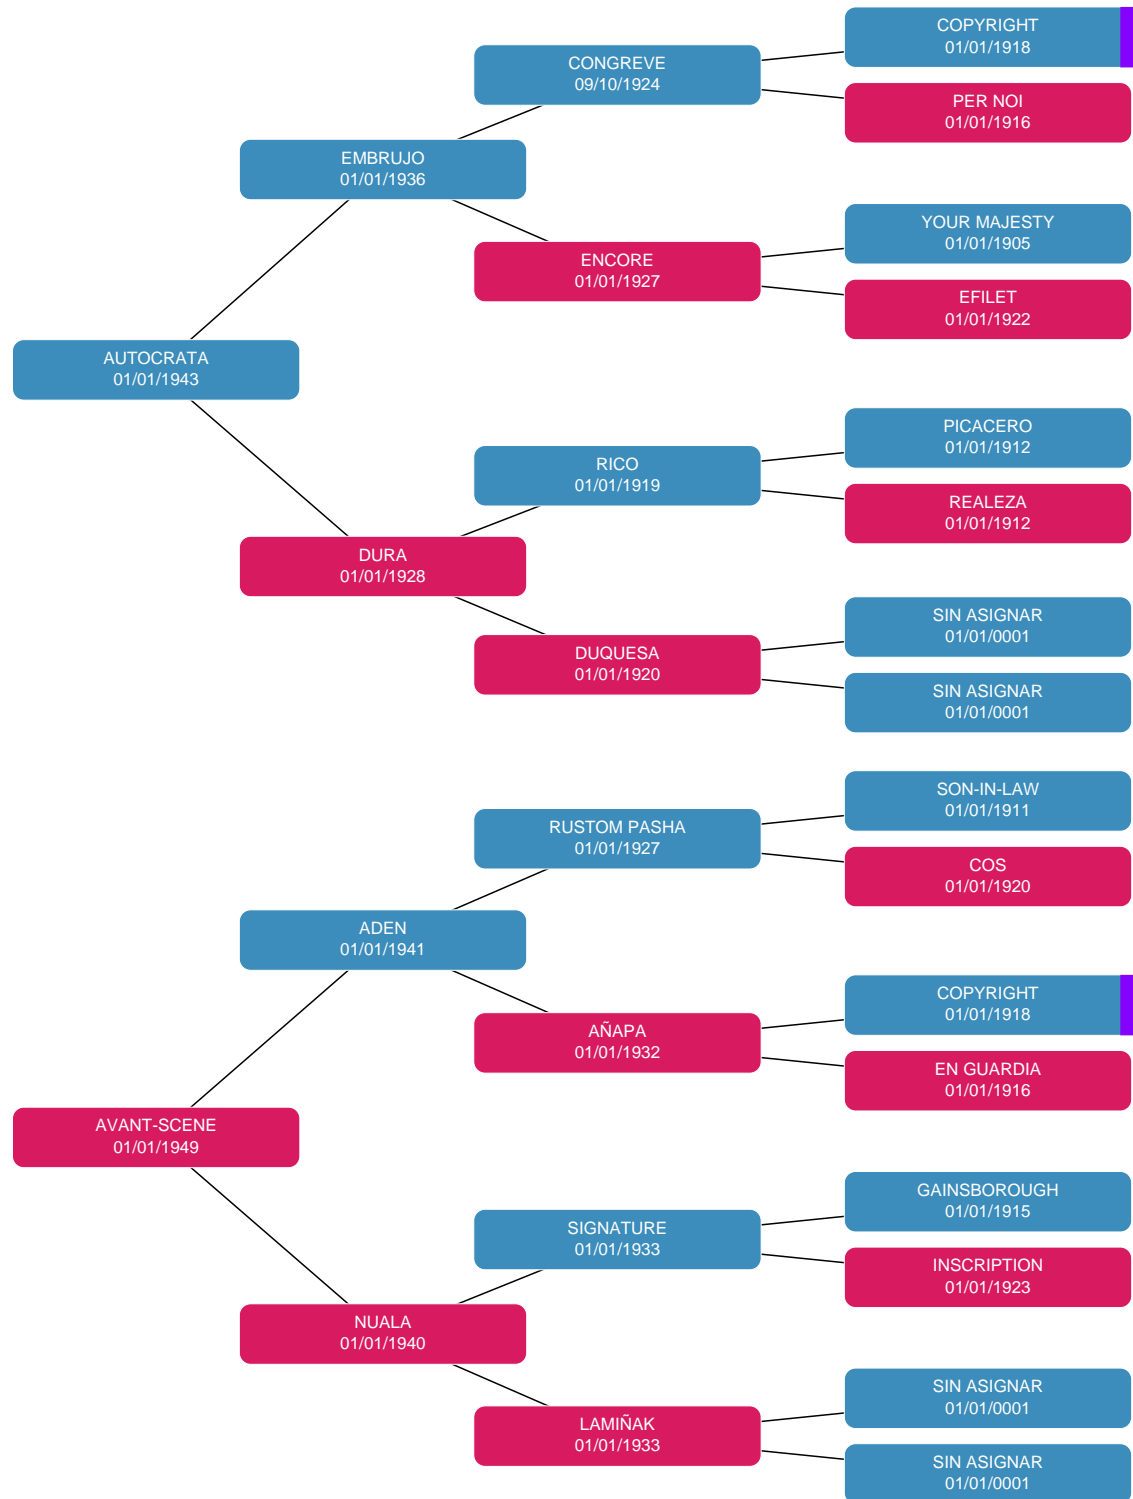 COPYRIGHT
01/01/1918
CONGREVE
09/10/1924
PER NOI
01/01/1916
EMBRUJO
01/01/1936
YOUR MAJESTY
01/01/1905
ENCORE
01/01/1927
EFILET
01/01/1922
AUTOCRATA
01/01/1943
PICACERO
01/01/1912
RICO
01/01/1919
REALEZA
01/01/1912
DURA
01/01/1928
SIN ASIGNAR
01/01/0001
DUQUESA
01/01/1920
SIN ASIGNAR
01/01/0001
SON-IN-LAW
01/01/1911
RUSTOM PASHA
01/01/1927
COS
01/01/1920
ADEN
01/01/1941
COPYRIGHT
01/01/1918
AÑAPA
01/01/1932
EN GUARDIA
01/01/1916
AVANT-SCENE
01/01/1949
GAINSBOROUGH
01/01/1915
SIGNATURE
01/01/1933
INSCRIPTION
01/01/1923
NUALA
01/01/1940
SIN ASIGNAR
01/01/0001
LAMIÑAK
01/01/1933
SIN ASIGNAR
01/01/0001